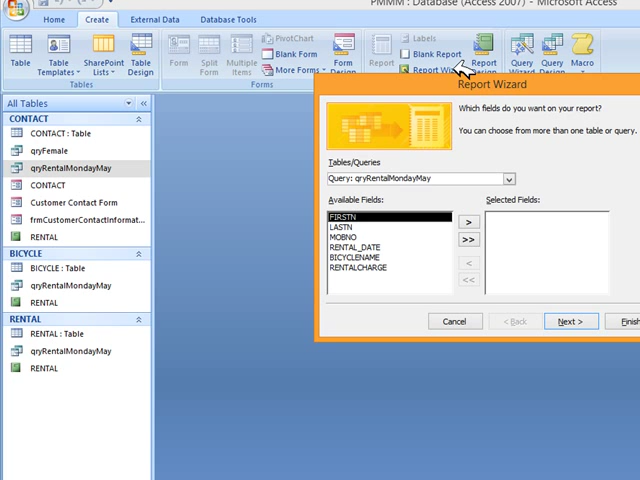 PMMM : Database (Access 2007) - Microsoft Access
Home
Create
External Data
Database Tools
Table
Table Templates
SharePoint Lists
Table Design
Form
Split Form
Multiple Items
PivotChart
Blank Form
More Forms
Form Design
Report
Labels
Blank Report
Report Wiz
Report
Query Wizard
Query Design
Macro
Tables
Forms
Report Wizard
Which fields do you want on your report?
You can choose from more than one table or query.
Tables/Queries
Query: qryRentalMondayMay
Available Fields:
Selected Fields:
FIRSTN
LASTN
MOBNO
RENTAL_DATE
BICYCLENAME
RENTALCHARGE
>
>>
<
<<
Cancel
< Back
Next >
Finish
All Tables
CONTACT
CONTACT : Table
qryFemale
qryRentalMondayMay
CONTACT
Customer Contact Form
frmCustomerContactInformat...
RENTAL
BICYCLE
BICYCLE : Table
qryRentalMondayMay
RENTAL
RENTAL
RENTAL : Table
qryRentalMondayMay
RENTAL